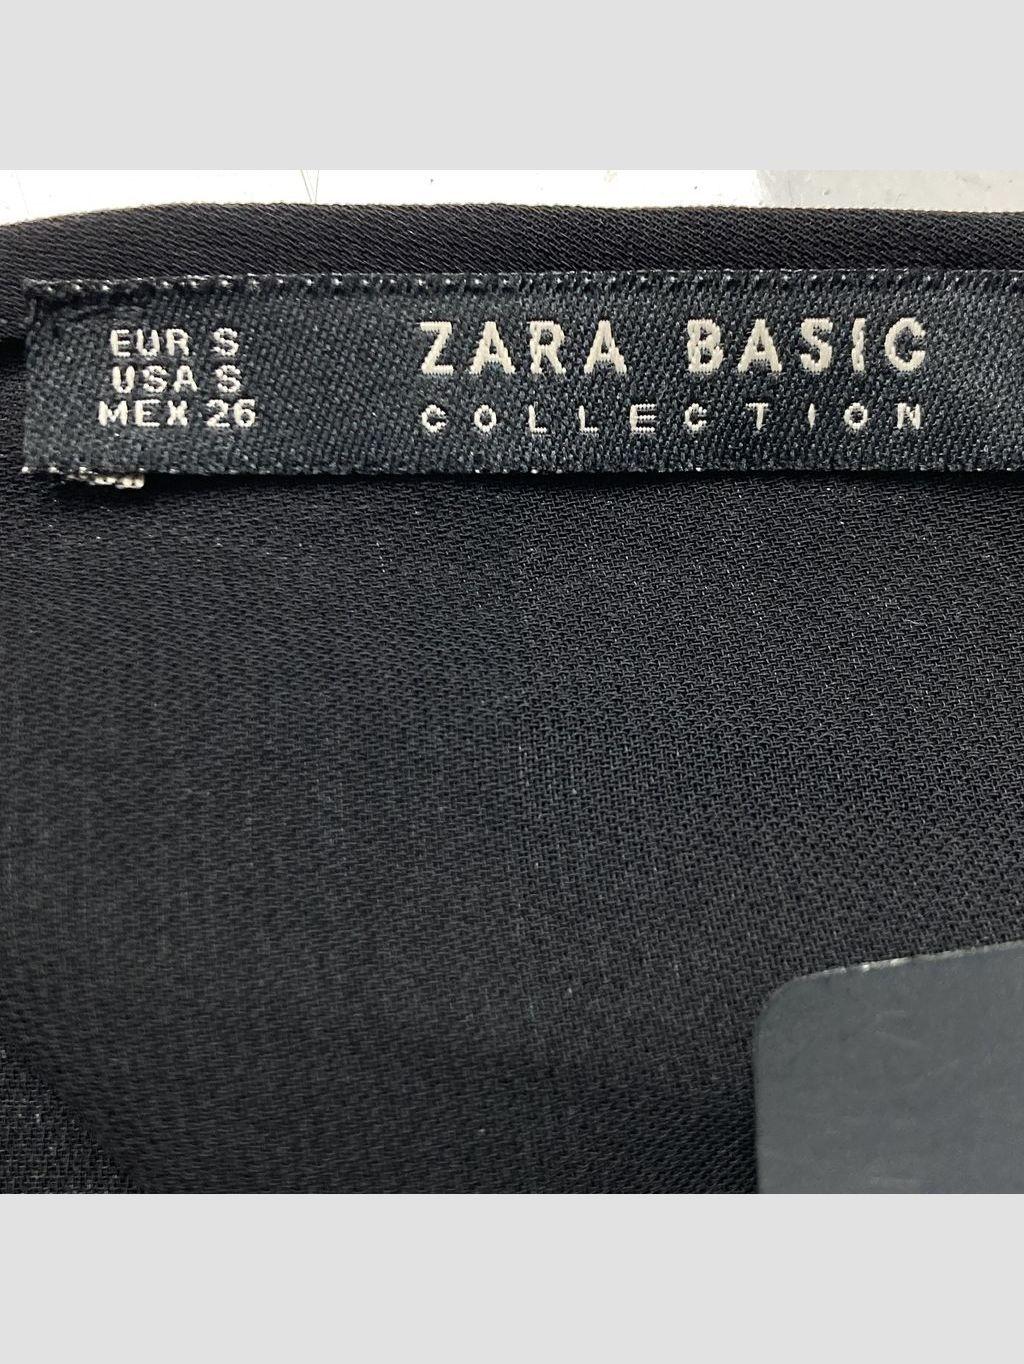 EUR S
USA S
MEX 26
ZARA BASIC
COLLECTION